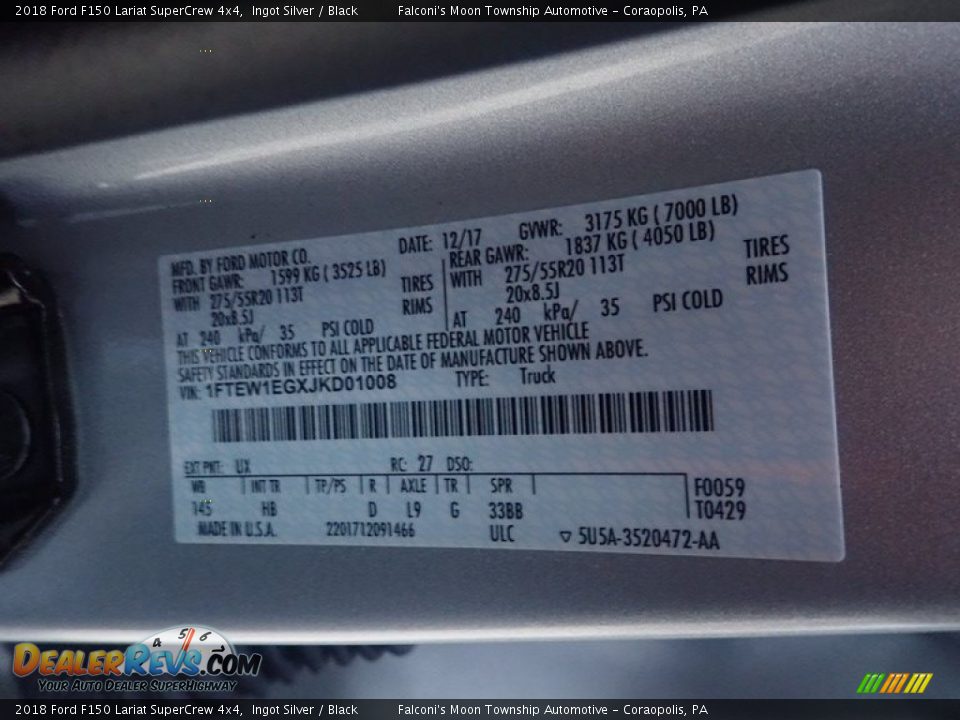 2018 Ford F150 Lariat SuperCrew 4x4, Ingot Silver / Black Falconi's Moon Township Automotive - Coraopolis, PA
MFD. BY FORD MOTOR CO. DATE: 12/17 GVWR: 3175 KG ( 7000 LB)
FRONT GAWR: 1599 KG ( 3525 LB) REAR GAWR: 1837 KG ( 4050 LB)
WITH 275/55R20 113T TIRES WITH 275/55R20 113T TIRES
20x8.5J RIMS 20x8.5J RIMS
AT 240 kPa/ 35 PSI COLD AT 240 kPa/ 35 PSI COLD
THIS VEHICLE CONFORMS TO ALL APPLICABLE FEDERAL MOTOR VEHICLE
SAFETY STANDARDS IN EFFECT ON THE DATE OF MANUFACTURE SHOWN ABOVE.
VIN: 1FTEW1EGXJKD01008 TYPE: Truck
EXT PNT: UX RC: 27 DSO:
WB INT TR TP/PS R AXLE TR SPR F0059
145 HB D L9 G 33BB T0429
MADE IN U.S.A. 2201712091466 ULC ▽ 5U5A-3520472-AA
4 5 6
DEALERREVS.COM
YOUR AUTO DEALER SUPERHIGHWAY
2018 Ford F150 Lariat SuperCrew 4x4, Ingot Silver / Black Falconi's Moon Township Automotive - Coraopolis, PA